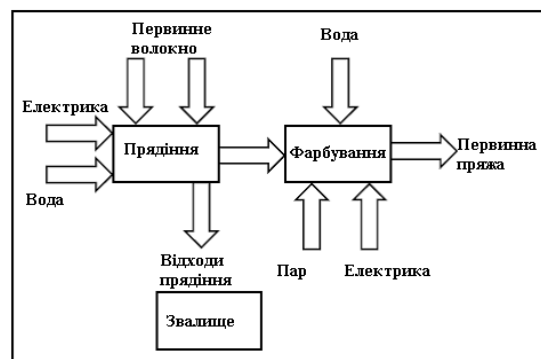 Первинне
волокно
Вода
Електрика
Прядіння
Фарбування
Первинна
пряжа
Вода
Відходи
прядіння
Пар
Електрика
Звалище